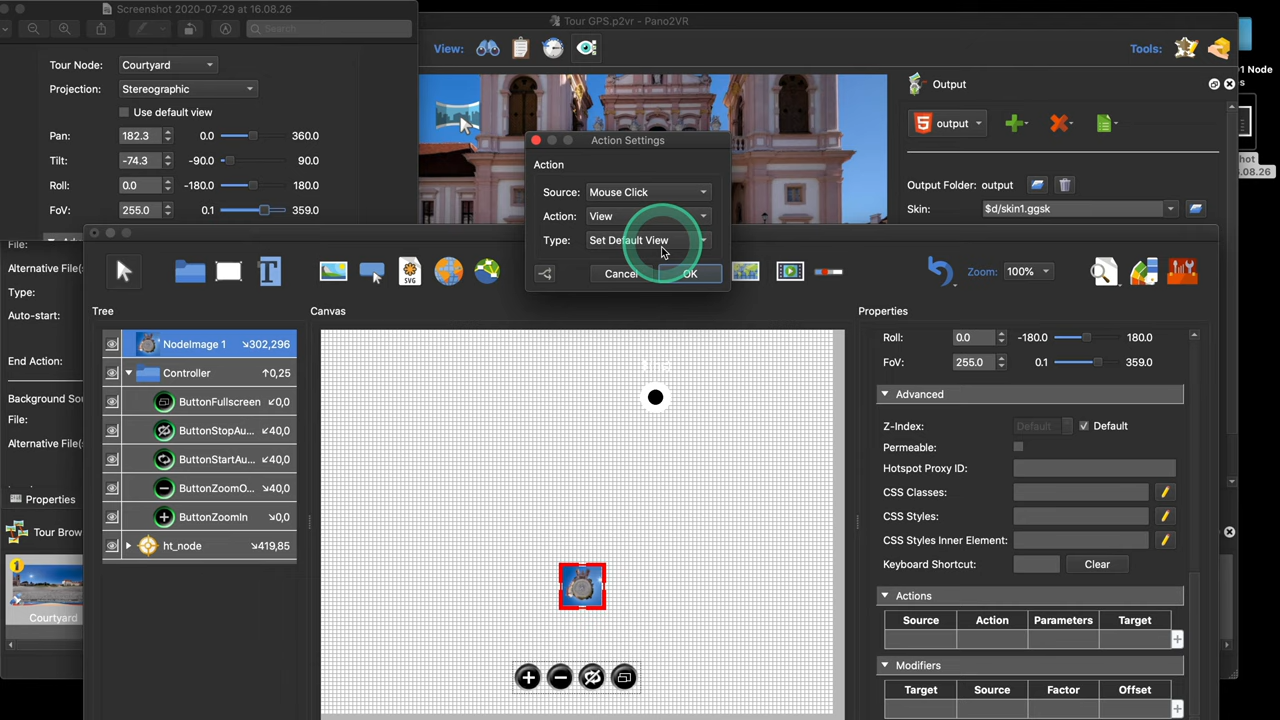 Screenshot 2020-07-29 at 16.08.26
Search
Tour Node: Courtyard
Projection: Stereographic
Use default view
Pan: 182.3 0.0 360.0
Tilt: -74.3 -90.0 90.0
Roll: 0.0 -180.0 180.0
FoV: 255.0 0.1 359.0
Tour GPS.p2vr - Pano2VR
View:
Tools:
Output
5 output
Output Folder: output
Skin: $d/skin1.ggsk
Action Settings
Action
Source: Mouse Click
Action: View
Type: Set Default View
Cancel
OK
File:
Alternative File(
Type:
Auto-start:
End Action:
Background So
File:
Alternative File(
Properties
Tour Brow
1
Courtyard
T
SVG
Zoom: 100%
Tree
NodeImage 1 ↘302,296
Controller ↑0,25
ButtonFullscreen ↙0,0
ButtonStopAu... ↙40,0
ButtonStartAu... ↙40,0
ButtonZoomO... ↘40,0
ButtonZoomIn ↘0,0
ht_node ↘419,85
Canvas
Properties
Roll: 0.0 -180.0 180.0
FoV: 255.0 0.1 359.0
Advanced
Z-Index: Default Default
Permeable:
Hotspot Proxy ID:
CSS Classes:
CSS Styles:
CSS Styles Inner Element:
Keyboard Shortcut: Clear
Actions
Source Action Parameters Target
Modifiers
Target Source Factor Offset
1 Node
.08.26